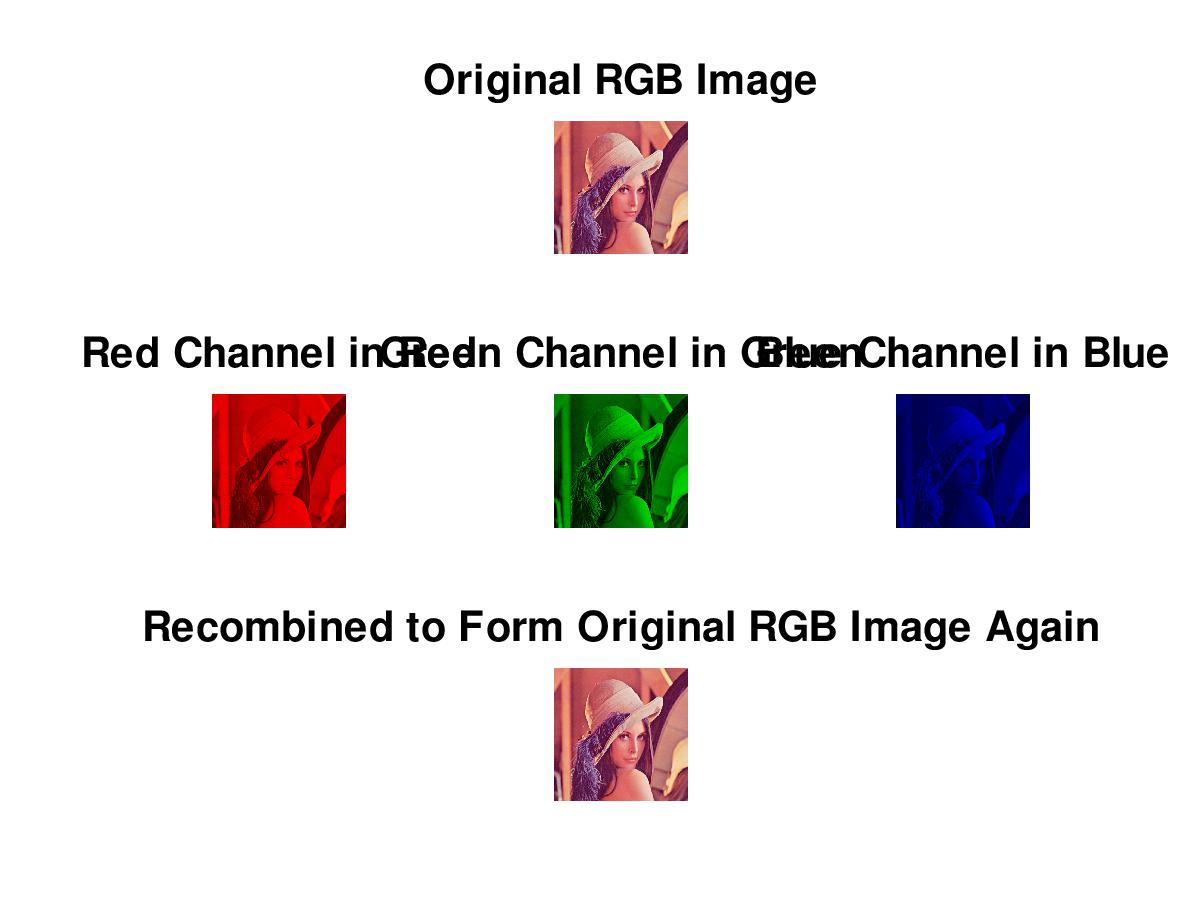 Original RGB Image
Red Channel in Red
Green Channel in Green
Blue Channel in Blue
Recombined to Form Original RGB Image Again